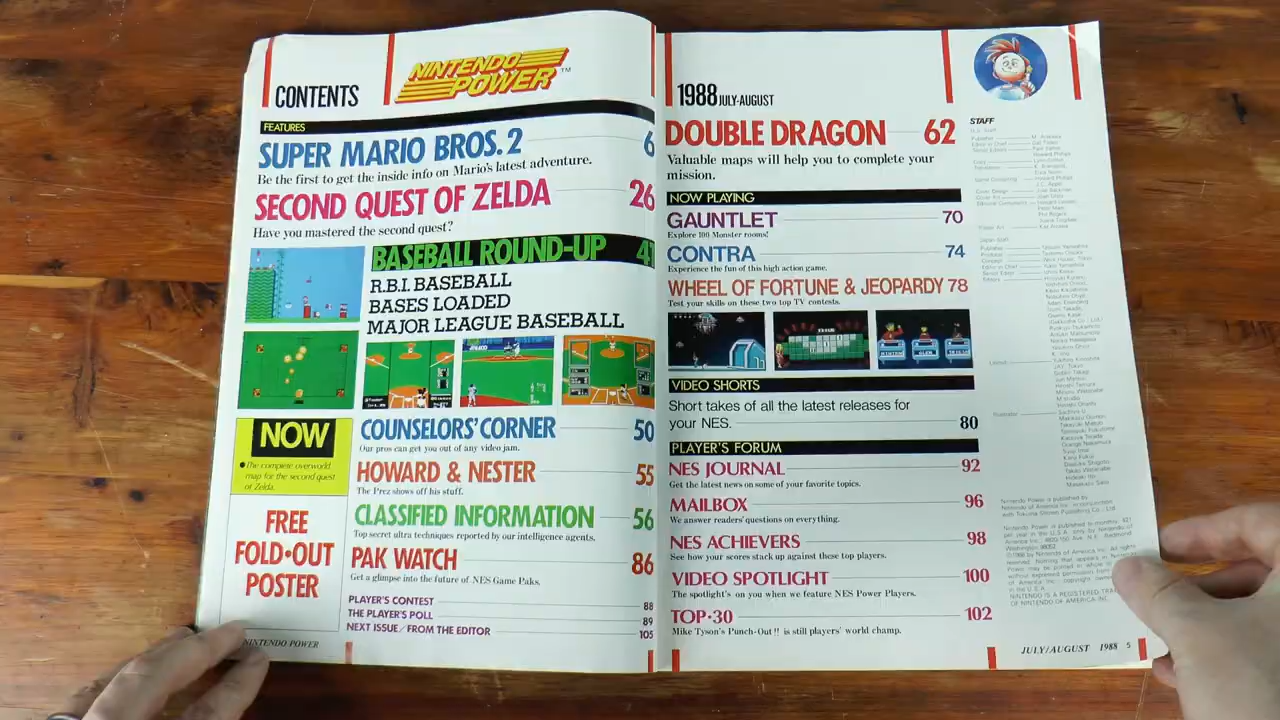 CONTENTS
NINTENDO
POWER™
FEATURES
SUPER MARIO BROS. 2 6
Be the first to get the inside info on Mario's latest adventure.
SECOND QUEST OF ZELDA 26
Have you mastered the second quest?
BASEBALL ROUND-UP 41
R.B.I. BASEBALL
BASES LOADED
MAJOR LEAGUE BASEBALL
NOW
• The complete overworld
map for the second quest
of Zelda.
FREE
FOLD•OUT
POSTER
COUNSELORS' CORNER 50
Our pros can get you out of any video jam.
HOWARD & NESTER 55
The Prez shows off his stuff.
CLASSIFIED INFORMATION 56
Top secret ultra techniques reported by our intelligence agents.
PAK WATCH 86
Get a glimpse into the future of NES Game Paks.
PLAYER'S CONTEST 88
THE PLAYER'S POLL 89
NEXT ISSUE/FROM THE EDITOR 105
NINTENDO POWER
1988 JULY-AUGUST
DOUBLE DRAGON 62
Valuable maps will help you to complete your
mission.
NOW PLAYING
GAUNTLET 70
Explore 100 Monster rooms!
CONTRA 74
Experience the fun of this high action game.
WHEEL OF FORTUNE & JEOPARDY 78
Test your skills on these two top TV contests.
VIDEO SHORTS
Short takes of all the latest releases for
your NES. 80
PLAYER'S FORUM
NES JOURNAL 92
Get the latest news on some of your favorite topics.
MAILBOX 96
We answer readers' questions on everything.
NES ACHIEVERS 98
See how your scores stack up against these top players.
VIDEO SPOTLIGHT 100
The spotlight's on you when we feature NES Power Players.
TOP•30 102
Mike Tyson's Punch-Out!! is still players' world champ.
STAFF
JULY/AUGUST 1988 5